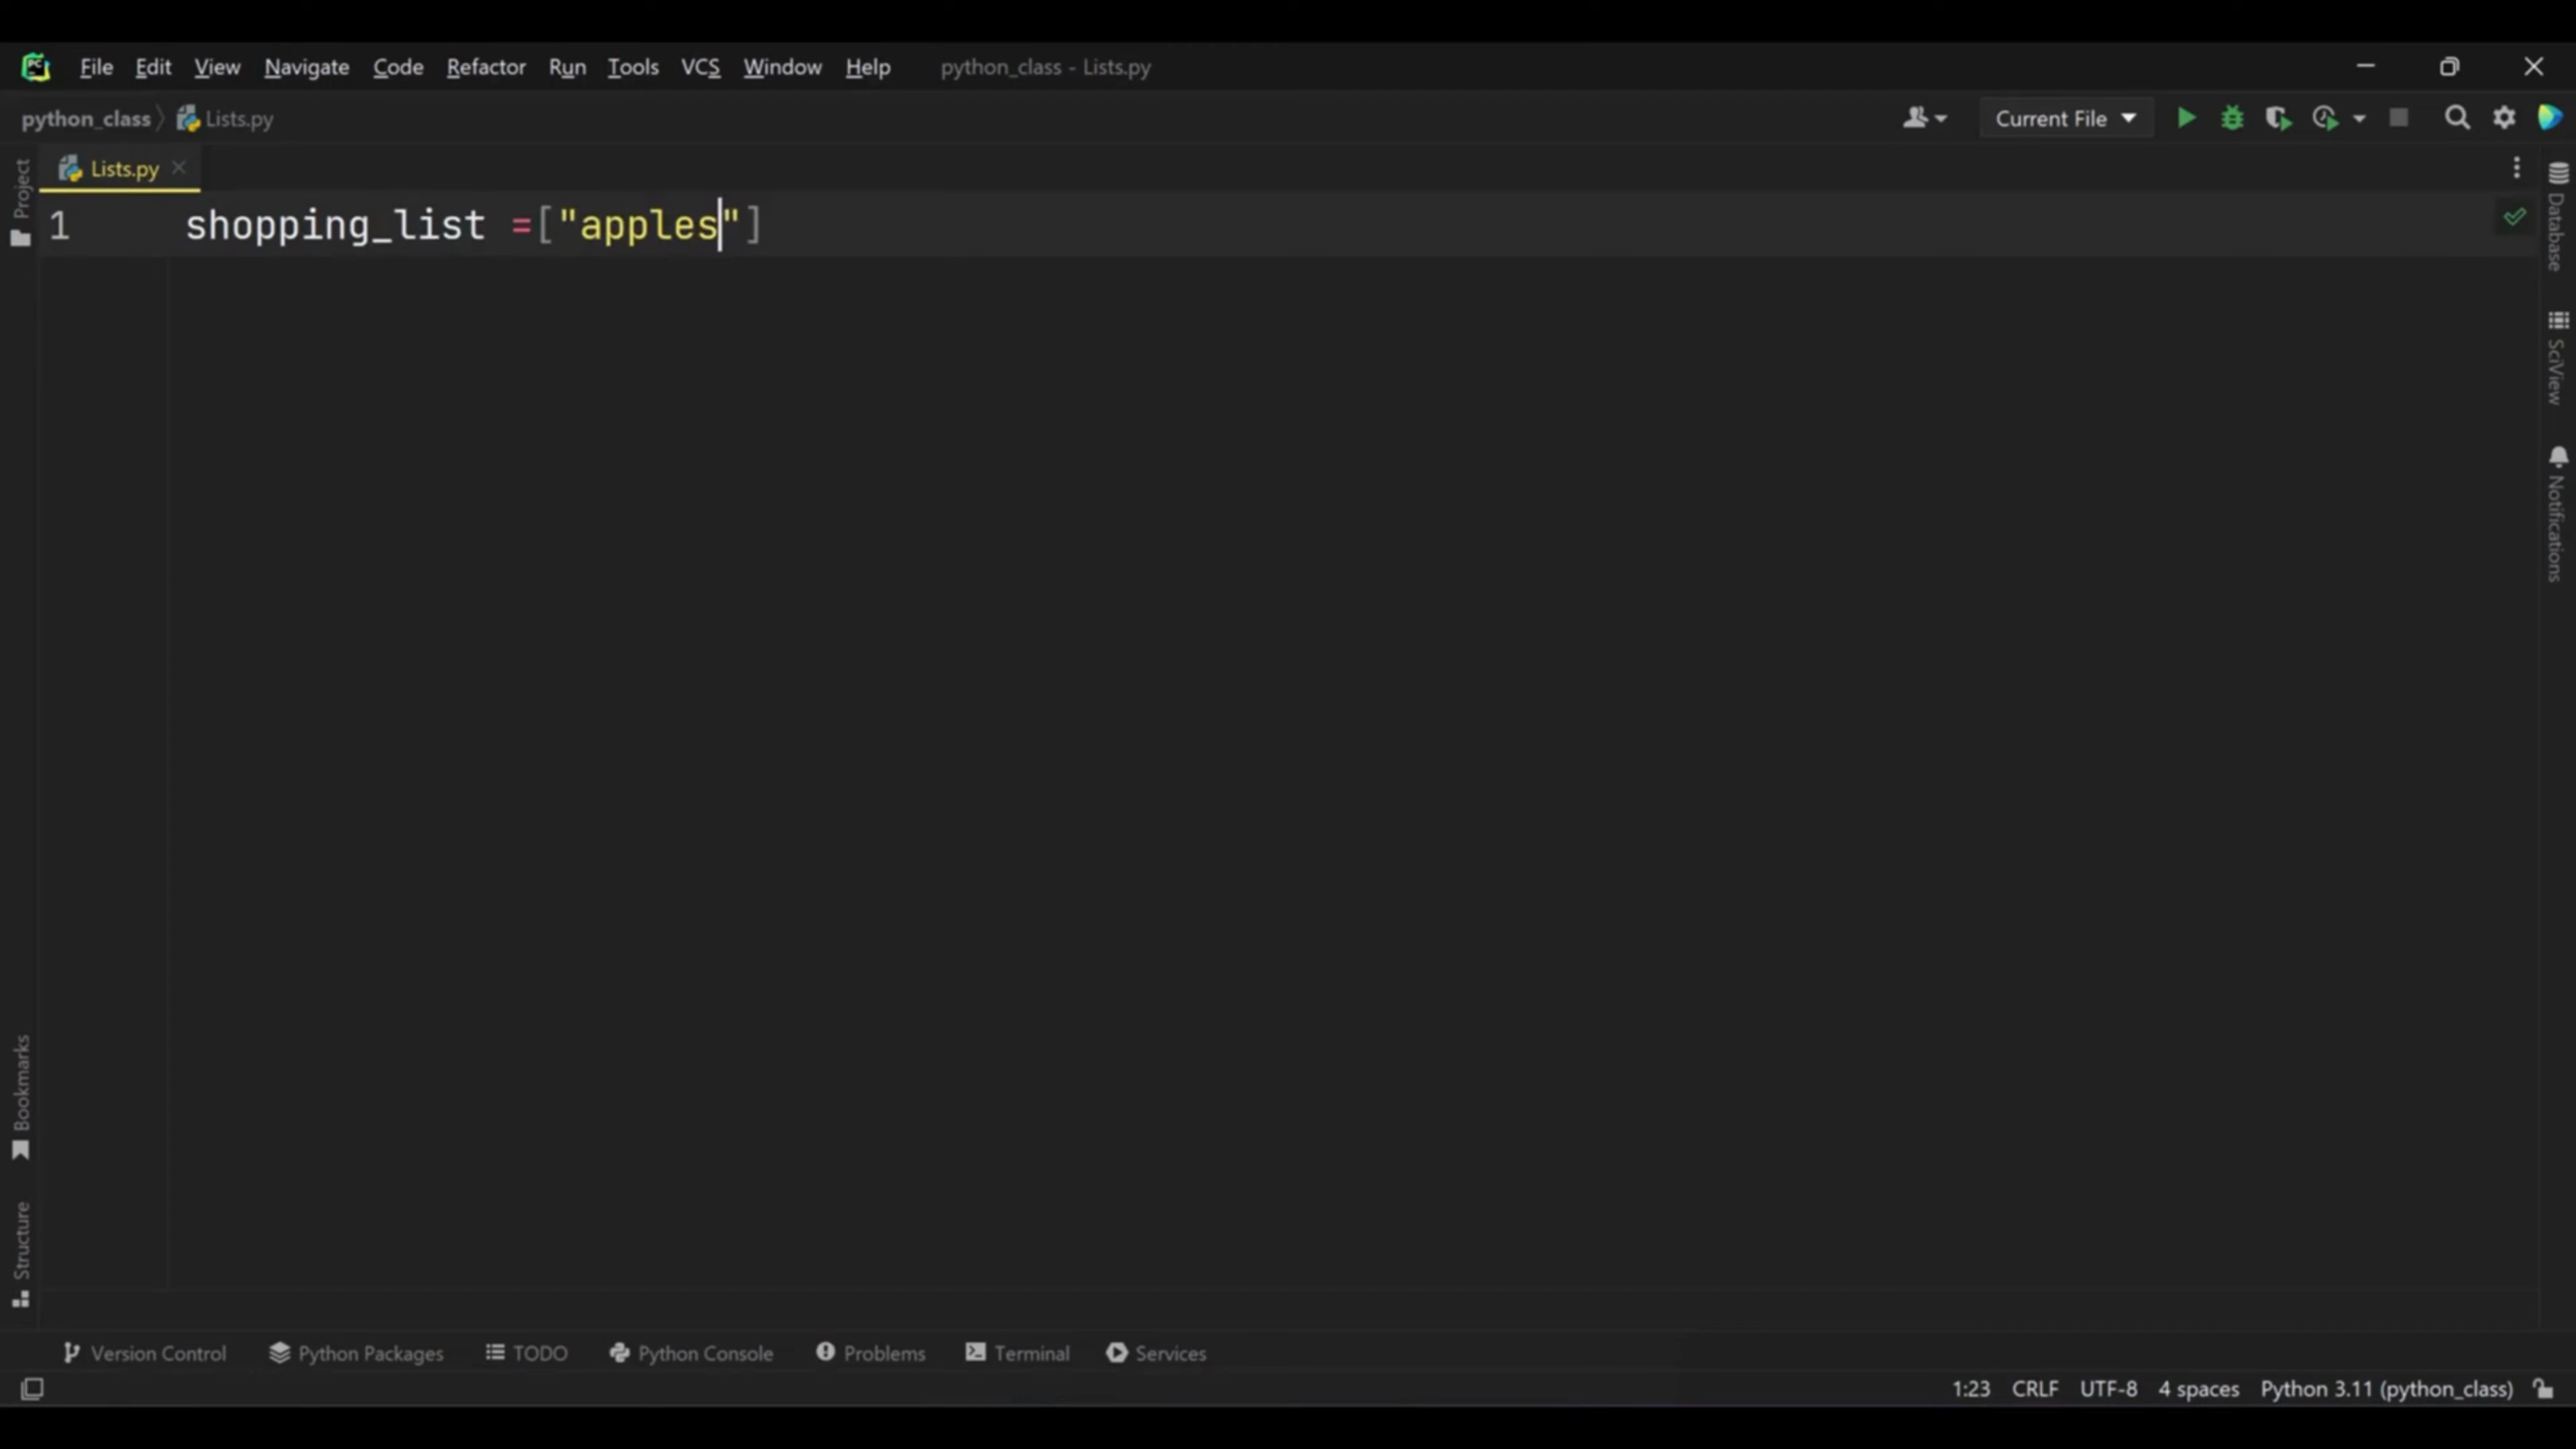 PC
File Edit View Navigate Code Refactor Run Tools VCS Window Help python_class - Lists.py
python_class Lists.py Current File
Lists.py
1 shopping_list =["apples"]
Project
Bookmarks
Structure
Database
SciView
Notifications
Version Control Python Packages TODO Python Console Problems Terminal Services
1:23 CRLF UTF-8 4 spaces Python 3.11 (python_class)